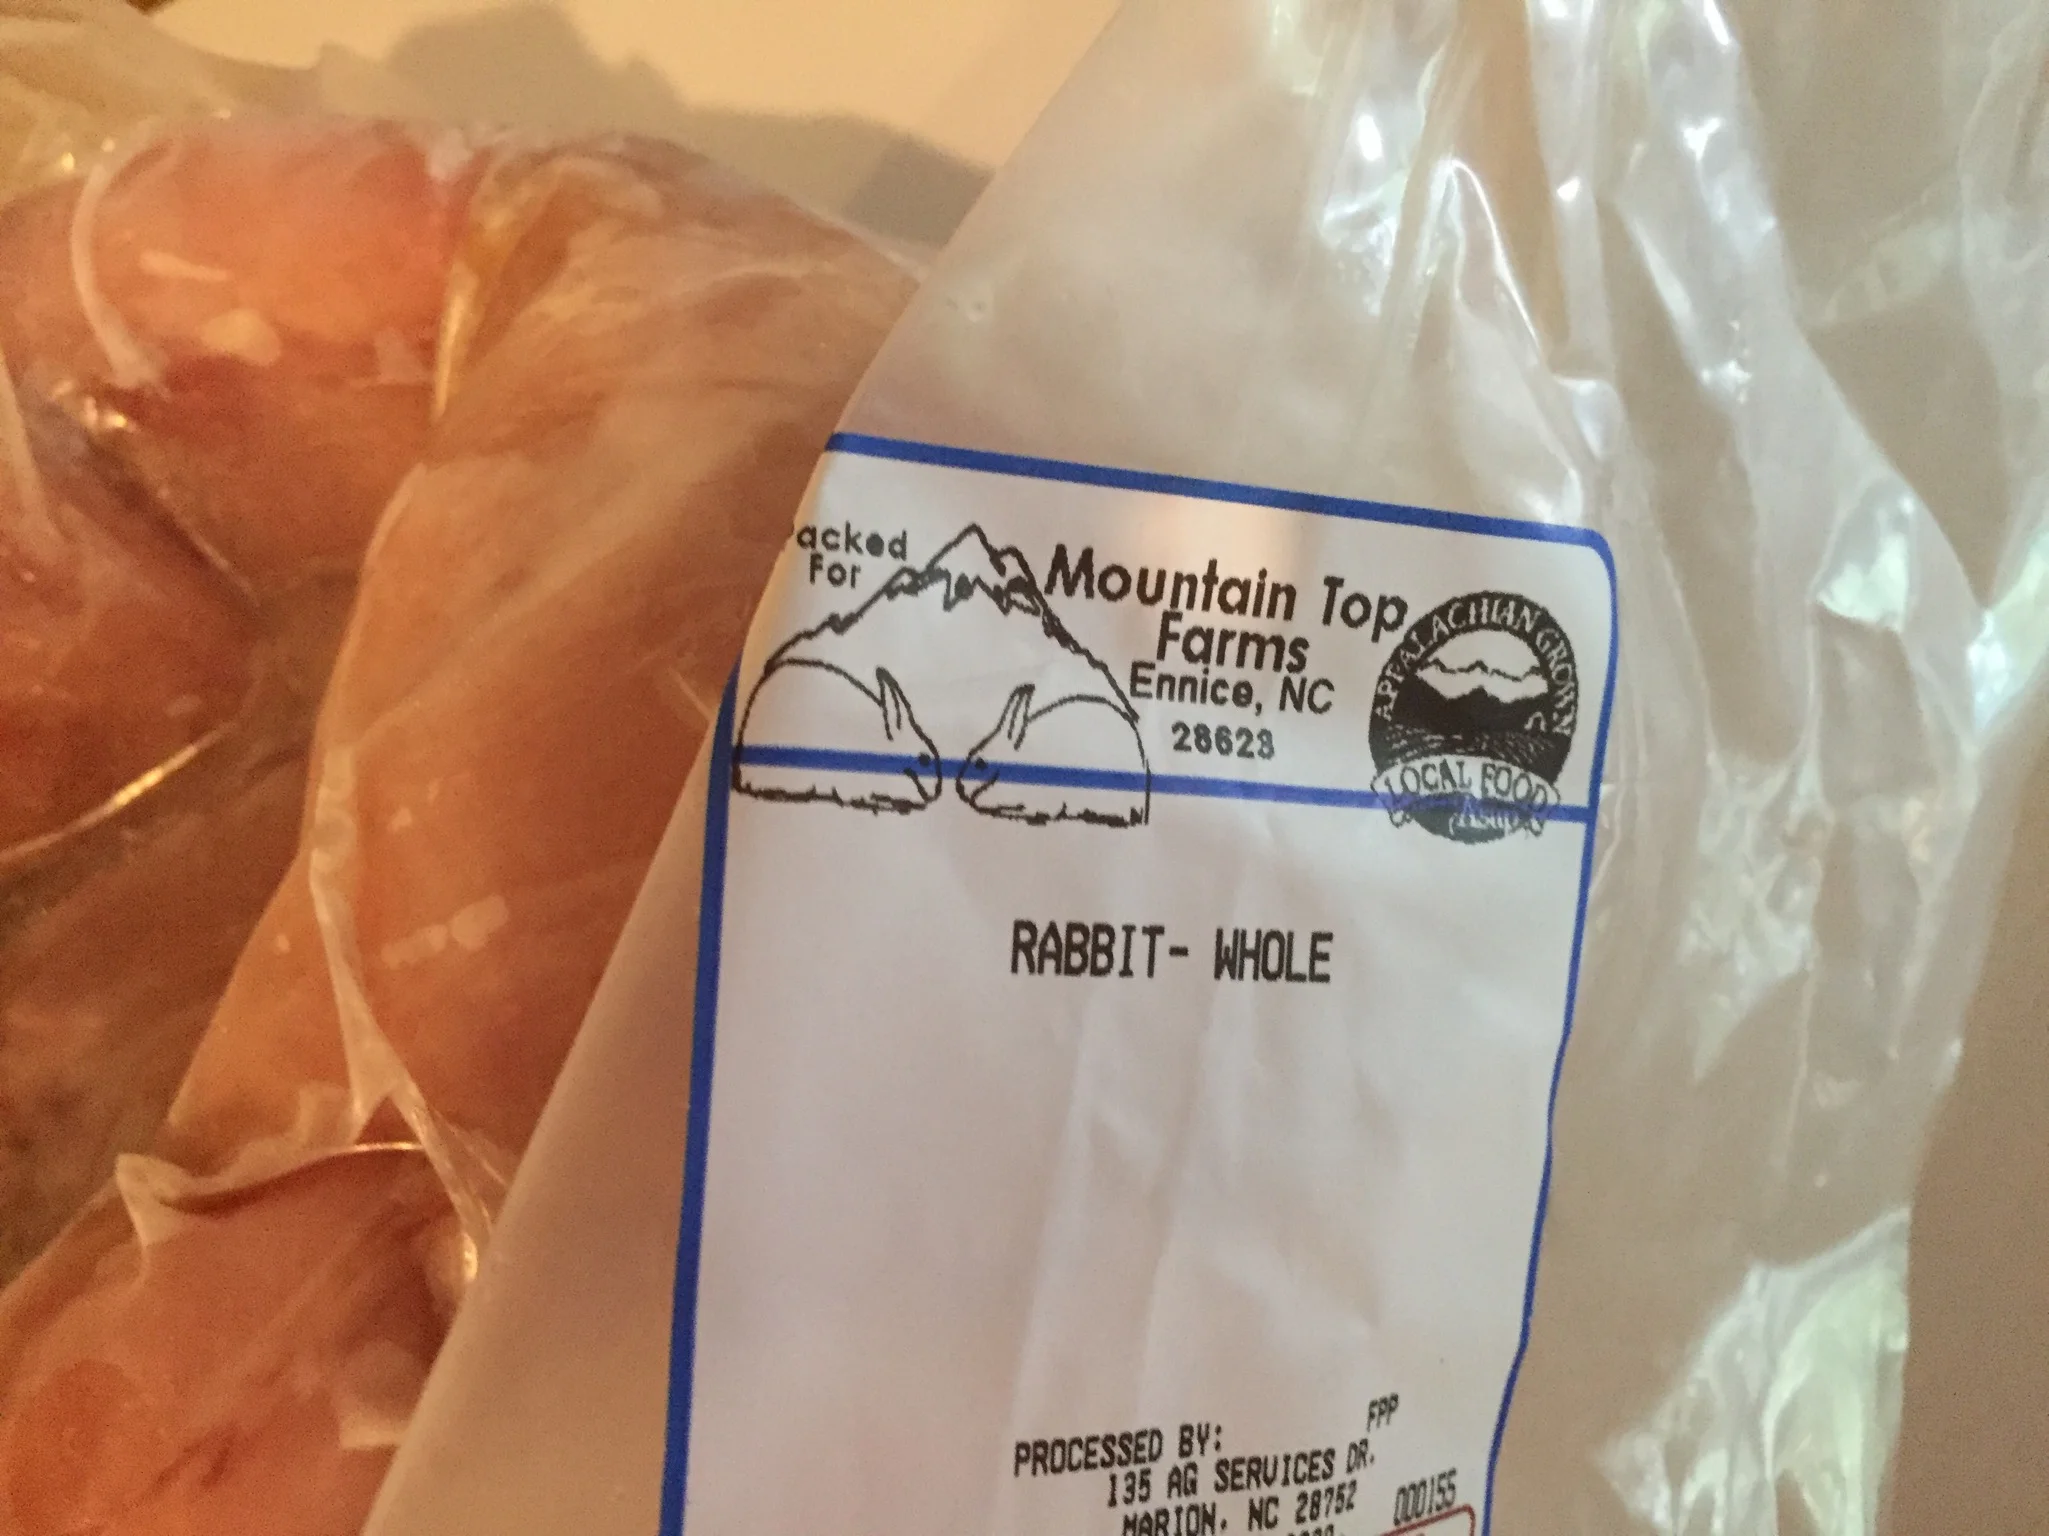 acked
For
Mountain Top
Farms
Ennice, NC
28623
APPALACHIAN GROWN
LOCAL FOOD
RABBIT- WHOLE
PROCESSED BY: FPP
135 AG SERVICES DR.
MARION, NC 28752 000155